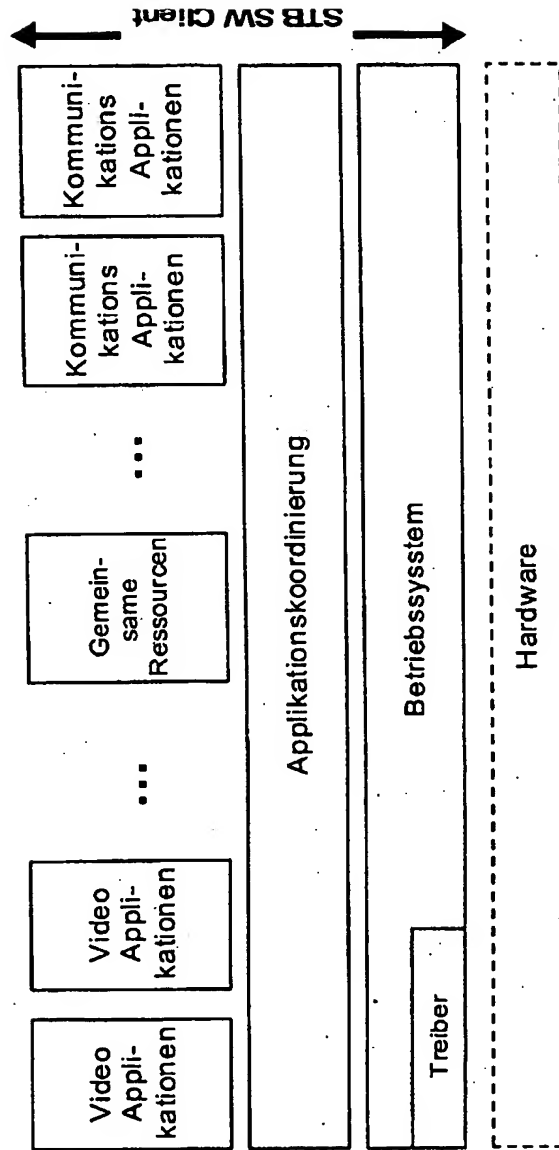 Video
Appli-
kationen
Video
Appli-
kationen
...
Gemein-
same
Ressourcen
...
Kommuni-
kations
Appli-
kationen
Kommuni-
kations
Appli-
kationen
STB SW Client
Applikationskoordinierung
Betriebssysstem
Treiber
Hardware